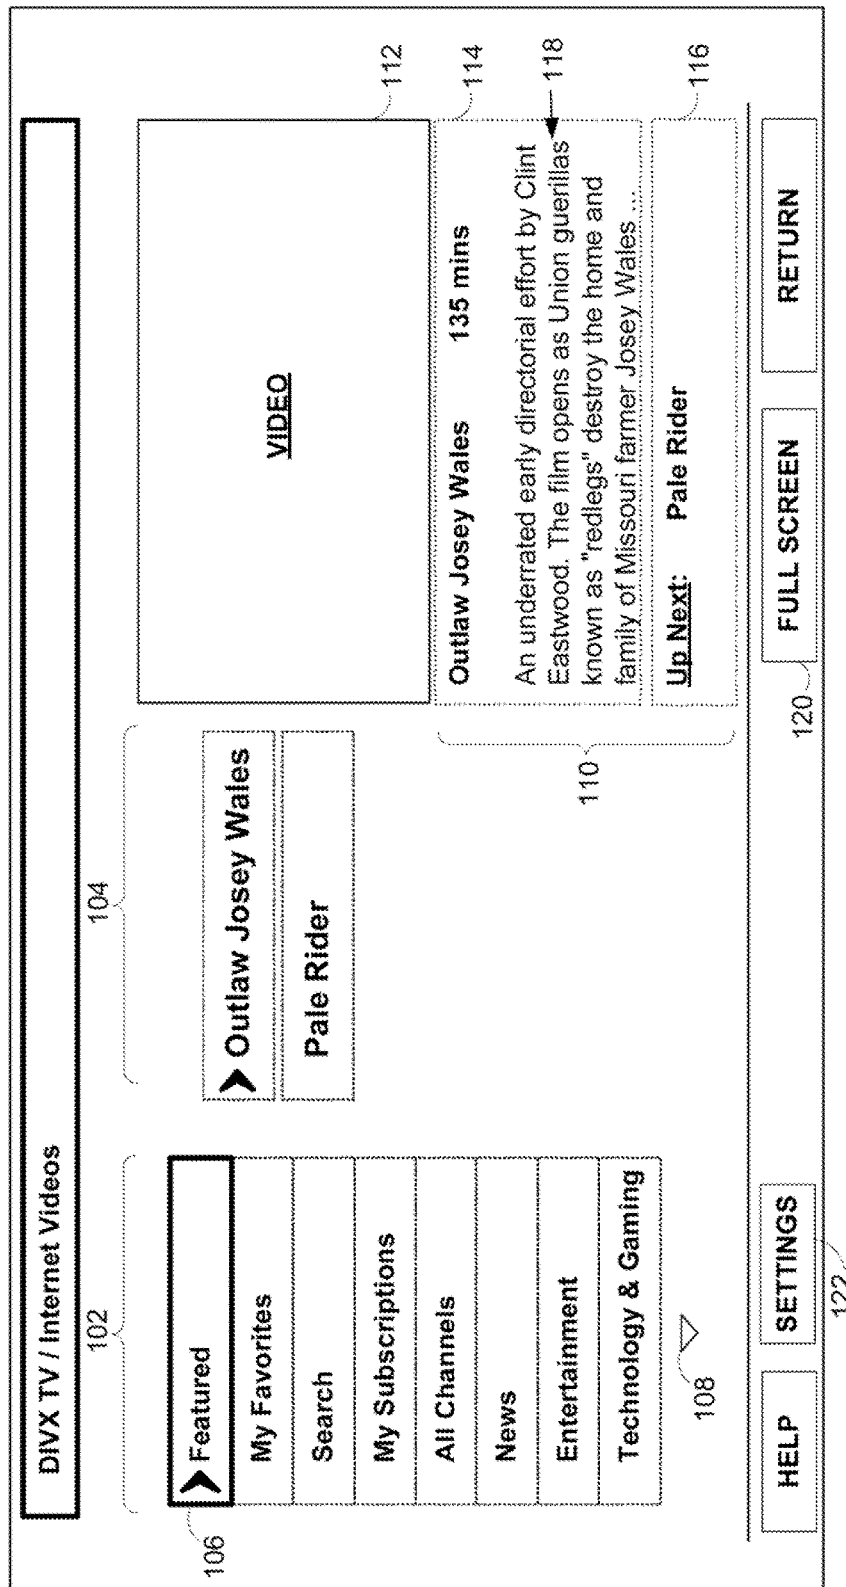 DIVX TV / Internet Videos
102
104
106
Featured
My Favorites
Search
My Subscriptions
All Channels
News
Entertainment
Technology & Gaming
108
Outlaw Josey Wales
Pale Rider
VIDEO
112
110
114
Outlaw Josey Wales 135 mins
An underrated early directorial effort by Clint
Eastwood. The film opens as Union guerillas
known as "redlegs" destroy the home and
family of Missouri farmer Josey Wales ...
118
Up Next: Pale Rider
116
HELP
SETTINGS
FULL SCREEN
RETURN
122
120